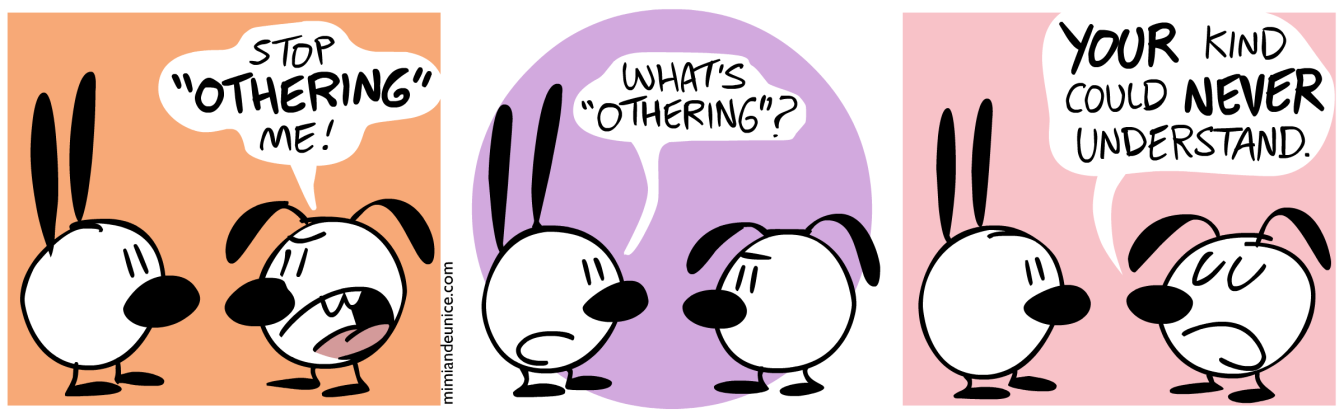 STOP
"OTHERING"
ME!
WHAT'S
"OTHERING"?
YOUR KIND
COULD NEVER
UNDERSTAND.
mimiandeunice.com